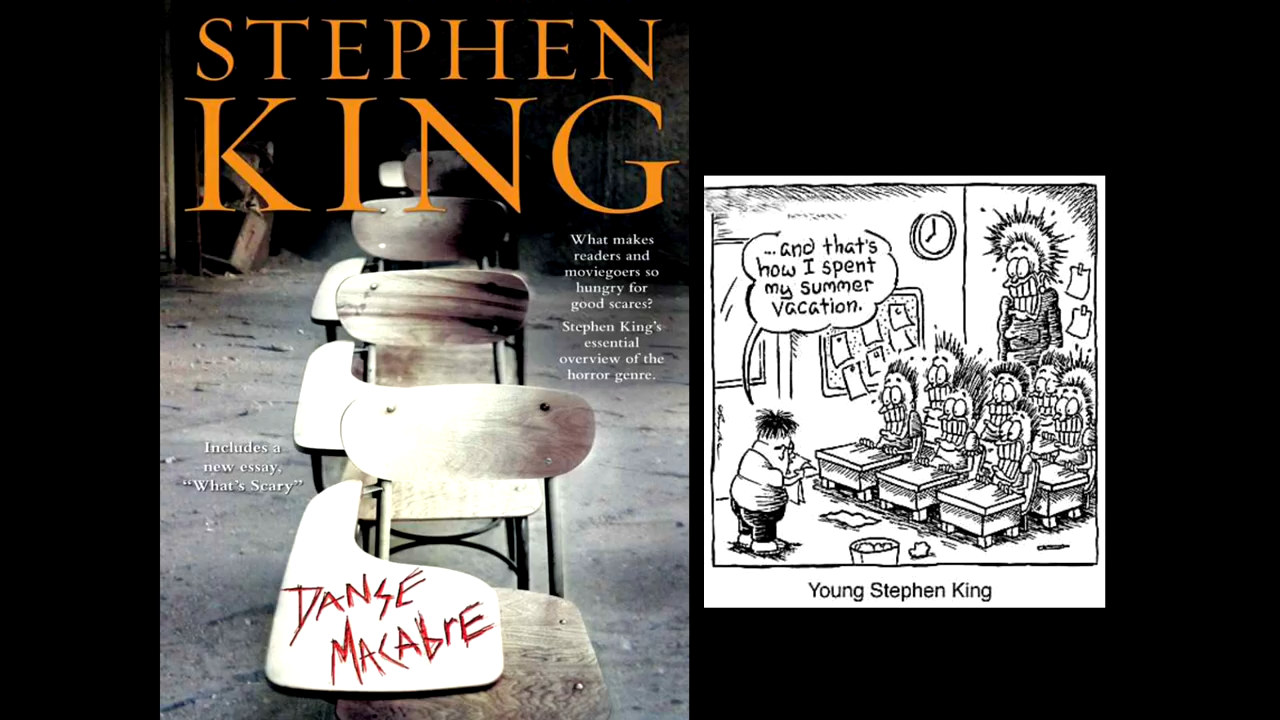 STEPHEN
KING
What makes
readers and
moviegoers so
hungry for
good scares?
Stephen King's
essential
overview of the
horror genre.
Includes a
new essay,
"What's Scary"
DANSE
MACABRE
...and that's
how I spent
my summer
vacation.
Young Stephen King